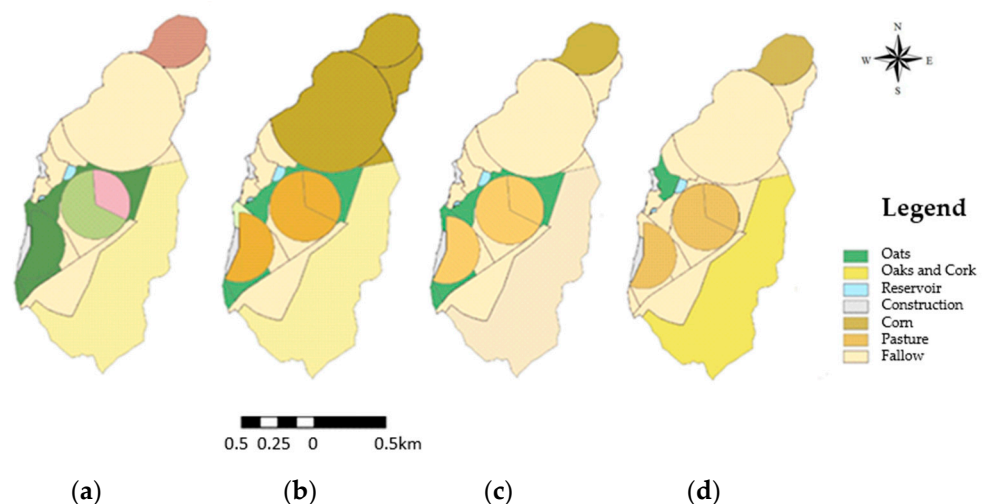 N
W E
S
Legend
Oats
Oaks and Cork
Reservoir
Construction
Corn
Pasture
Fallow
0.5 0.25 0 0.5km
(a) (b) (c) (d)